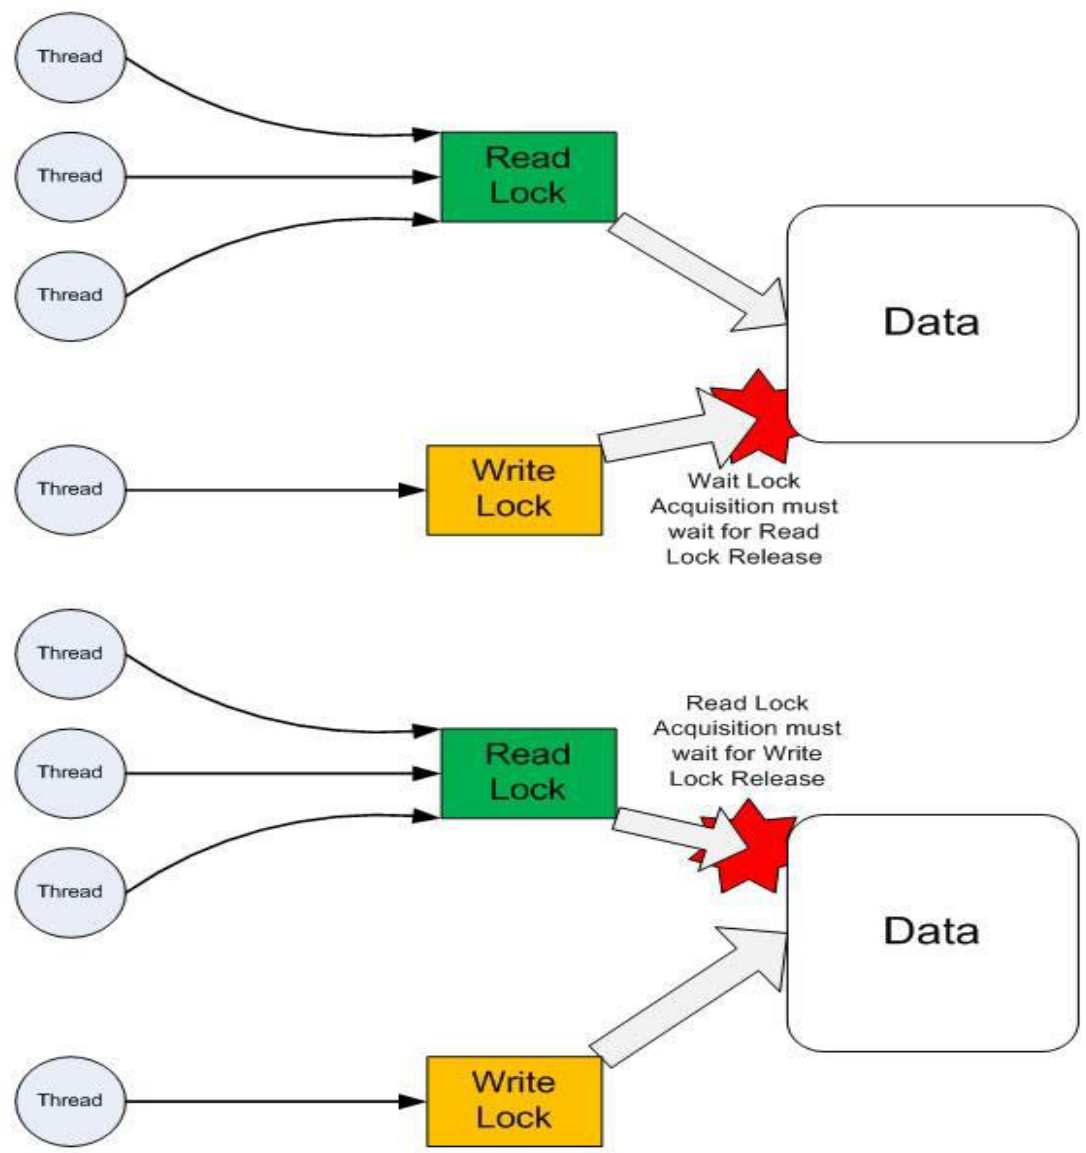 Thread
Read
Lock
Thread
Thread
Data
Thread
Write
Lock
Wait Lock
Acquisition must
wait for Read
Lock Release
Thread
Read Lock
Acquisition must
wait for Write
Lock Release
Read
Lock
Thread
Thread
Data
Thread
Write
Lock